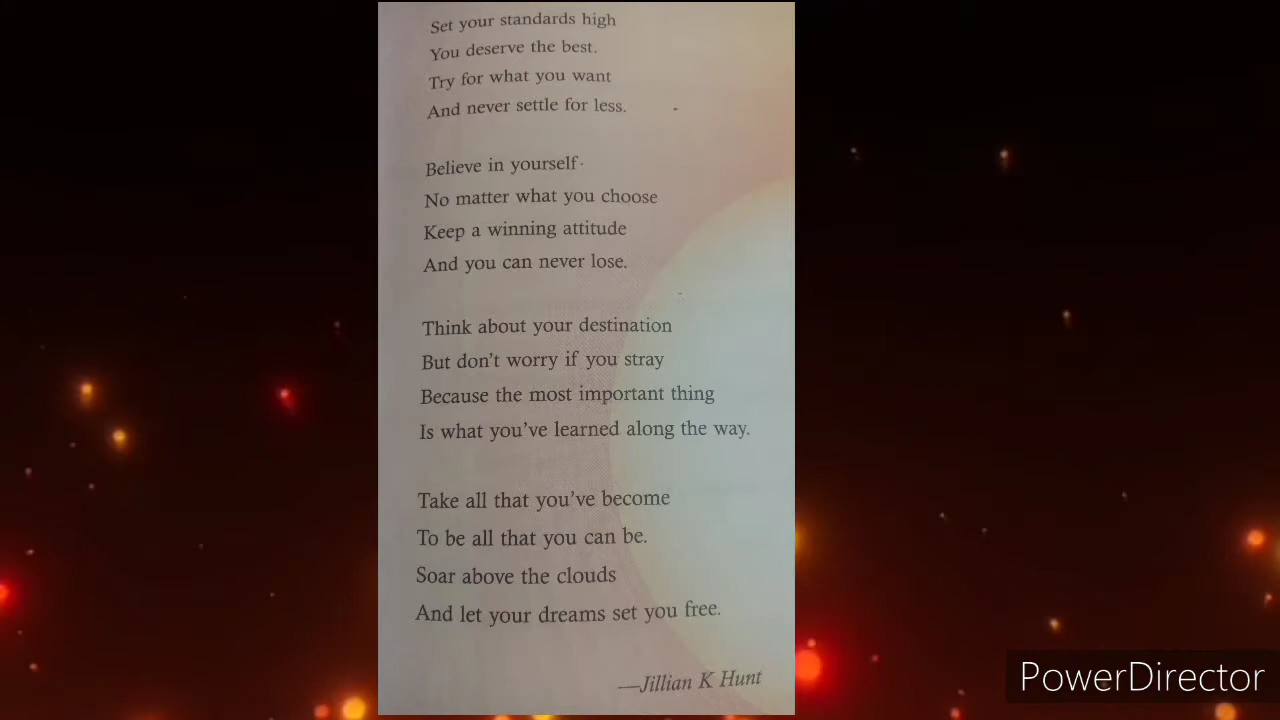 Set your standards high
You deserve the best.
Try for what you want
And never settle for less.
Believe in yourself
No matter what you choose
Keep a winning attitude
And you can never lose.
Think about your destination
But don't worry if you stray
Because the most important thing
Is what you've learned along the way.
Take all that you've become
To be all that you can be.
Soar above the clouds
And let your dreams set you free.
—Jillian K Hunt
PowerDirector